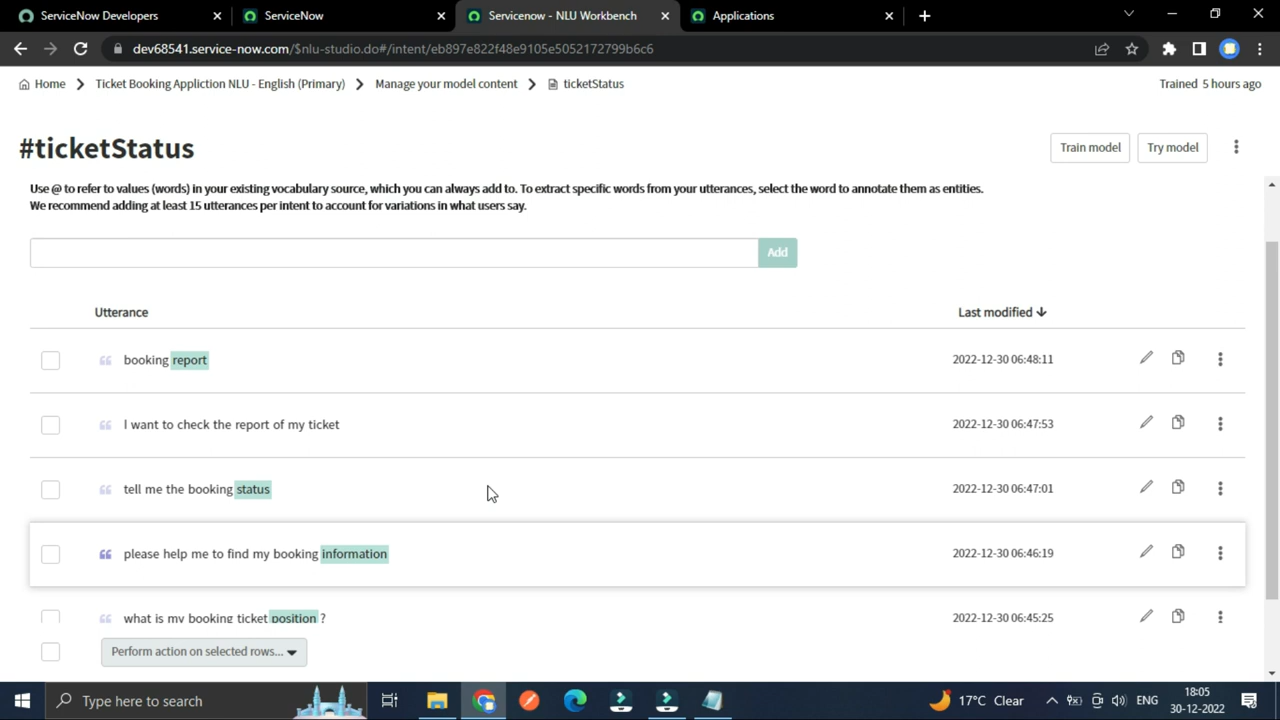 ServiceNow Developers
ServiceNow
Servicenow - NLU Workbench
Applications
dev68541.service-now.com/$nlu-studio.do#/intent/eb897e822f48e9105e5052172799b6c6
Home
Ticket Booking Appliction NLU - English (Primary)
Manage your model content
ticketStatus
Trained 5 hours ago
#ticketStatus
Train model
Try model
Use @ to refer to values (words) in your existing vocabulary source, which you can always add to. To extract specific words from your utterances, select the word to annotate them as entities.
We recommend adding at least 15 utterances per intent to account for variations in what users say.
Add
Utterance
Last modified
booking report
2022-12-30 06:48:11
I want to check the report of my ticket
2022-12-30 06:47:53
tell me the booking status
2022-12-30 06:47:01
please help me to find my booking information
2022-12-30 06:46:19
what is my booking ticket position ?
2022-12-30 06:45:25
Perform action on selected rows...
Type here to search
17°C Clear
ENG
18:05
30-12-2022